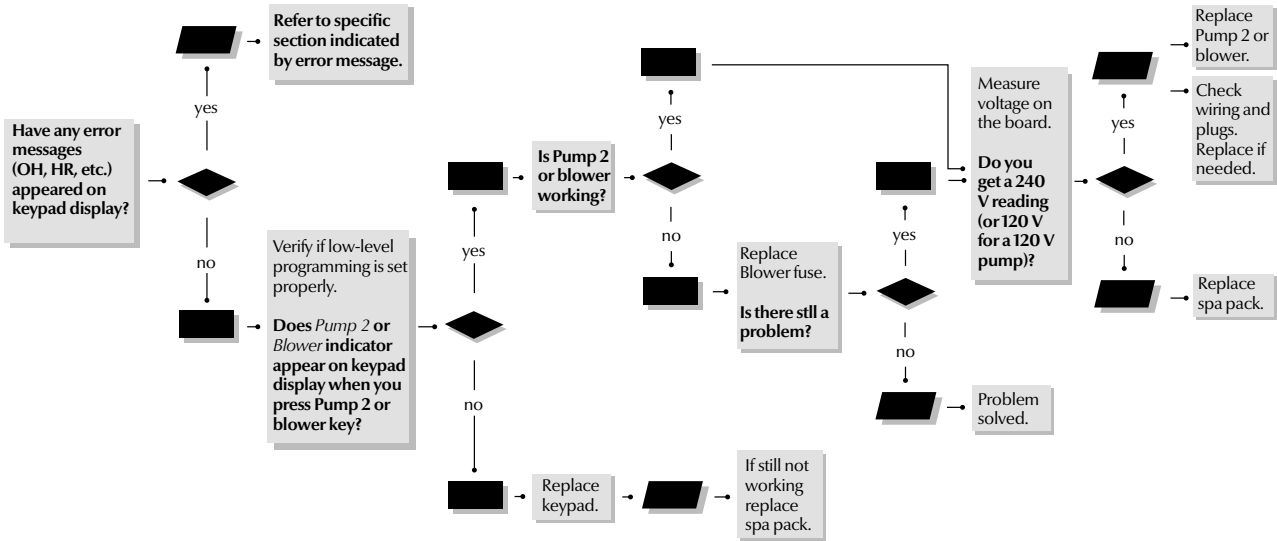 Have any error
messages
(OH, HR, etc.)
appeared on
keypad display?
yes
Refer to specific
section indicated
by error message.
no
Verify if low-level
programming is set
properly.
Does Pump 2 or
Blower indicator
appear on keypad
display when you
press Pump 2 or
blower key?
yes
Is Pump 2
or blower
working?
yes
no
Replace
Blower fuse.
Is there stll a
problem?
yes
no
Problem
solved.
Measure
voltage on
the board.
Do you
get a 240
V reading
(or 120 V
for a 120 V
pump)?
yes
Replace
Pump 2 or
blower.
Check
wiring and
plugs.
Replace if
needed.
no
Replace
spa pack.
no
Replace
keypad.
If still not
working
replace
spa pack.